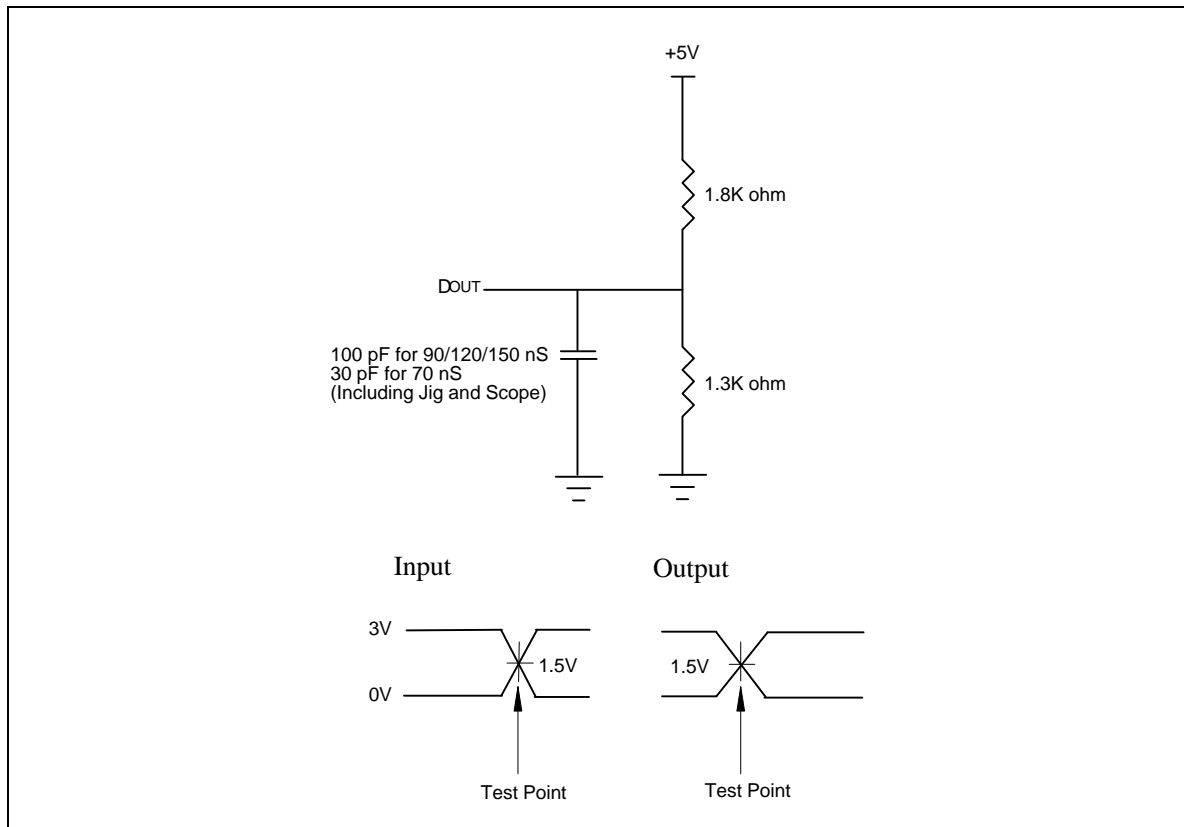 +5V
1.8K ohm
DOUT
100 pF for 90/120/150 nS
30 pF for 70 nS
(Including Jig and Scope)
1.3K ohm
Input
Output
3V
1.5V
1.5V
0V
Test Point
Test Point